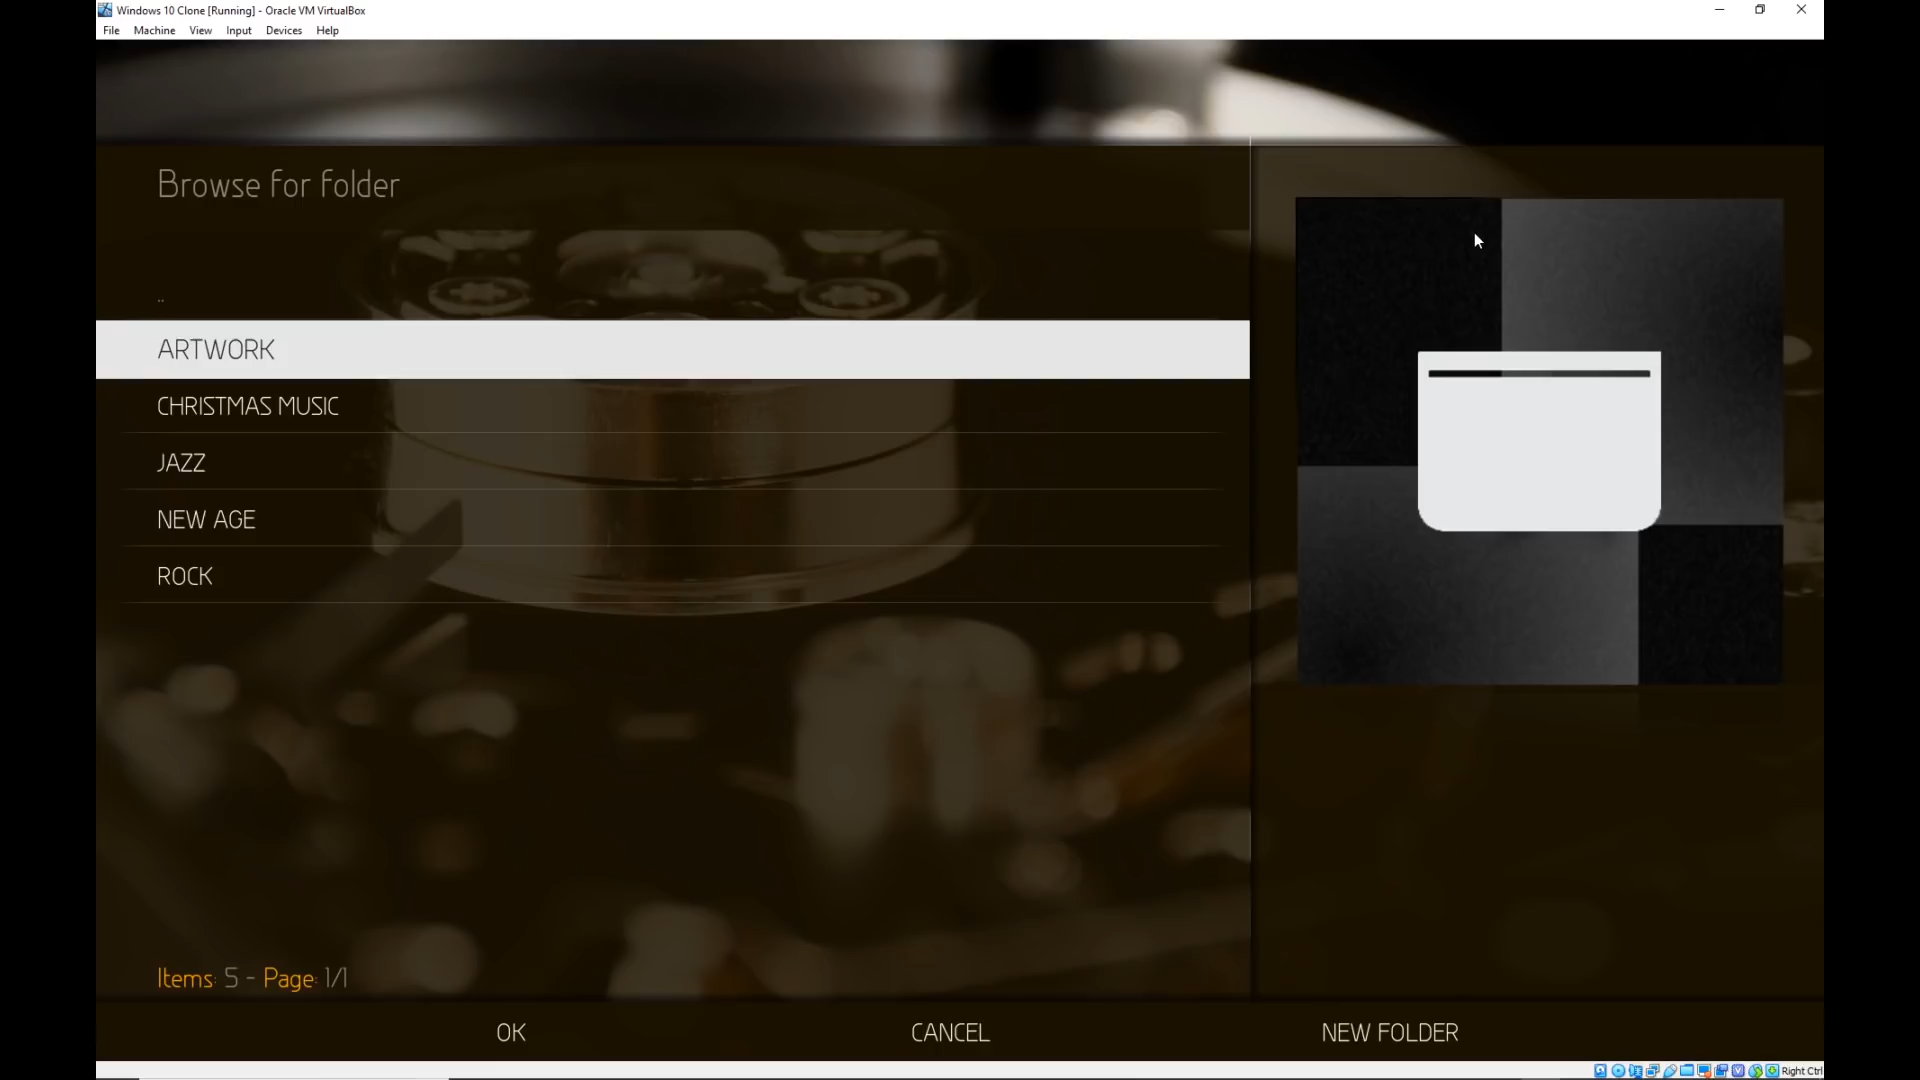 Windows 10 Clone [Running] - Oracle VM VirtualBox
File Machine View Input Devices Help
Browse for folder
..
ARTWORK
CHRISTMAS MUSIC
JAZZ
NEW AGE
ROCK
Items: 5 - Page: 1/1
OK CANCEL NEW FOLDER
Right Ctrl